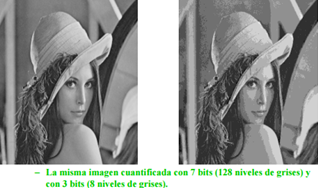 – La misma imagen cuantificada con 7 bits (128 niveles de grises) y
con 3 bits (8 niveles de grises).